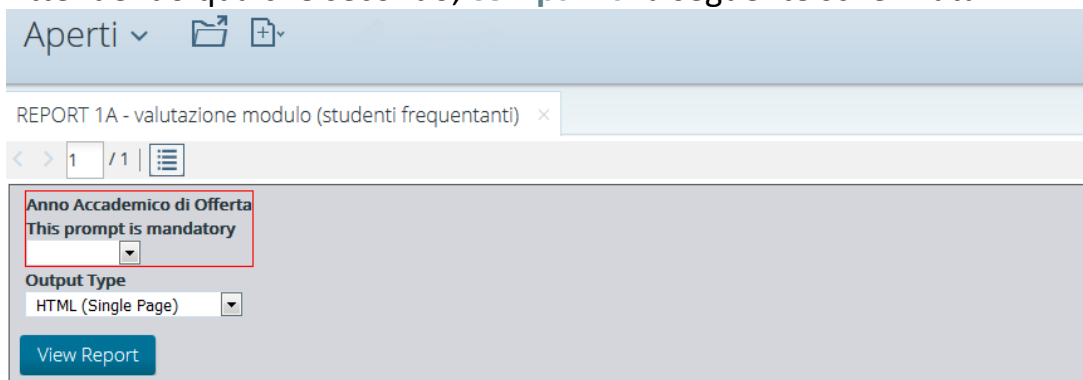 Aperti
REPORT 1A - valutazione modulo (studenti frequentanti) ×
< > 1 / 1
Anno Accademico di Offerta
This prompt is mandatory
Output Type
HTML (Single Page)
View Report